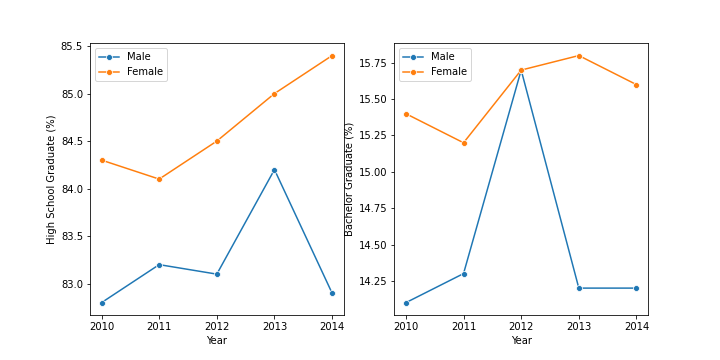 High School Graduate (%)
85.5
85.0
84.5
84.0
83.5
83.0
Male
Female
2010 2011 2012 2013 2014
Year
Bachelor Graduate (%)
15.75
15.50
15.25
15.00
14.75
14.50
14.25
Male
Female
2010 2011 2012 2013 2014
Year